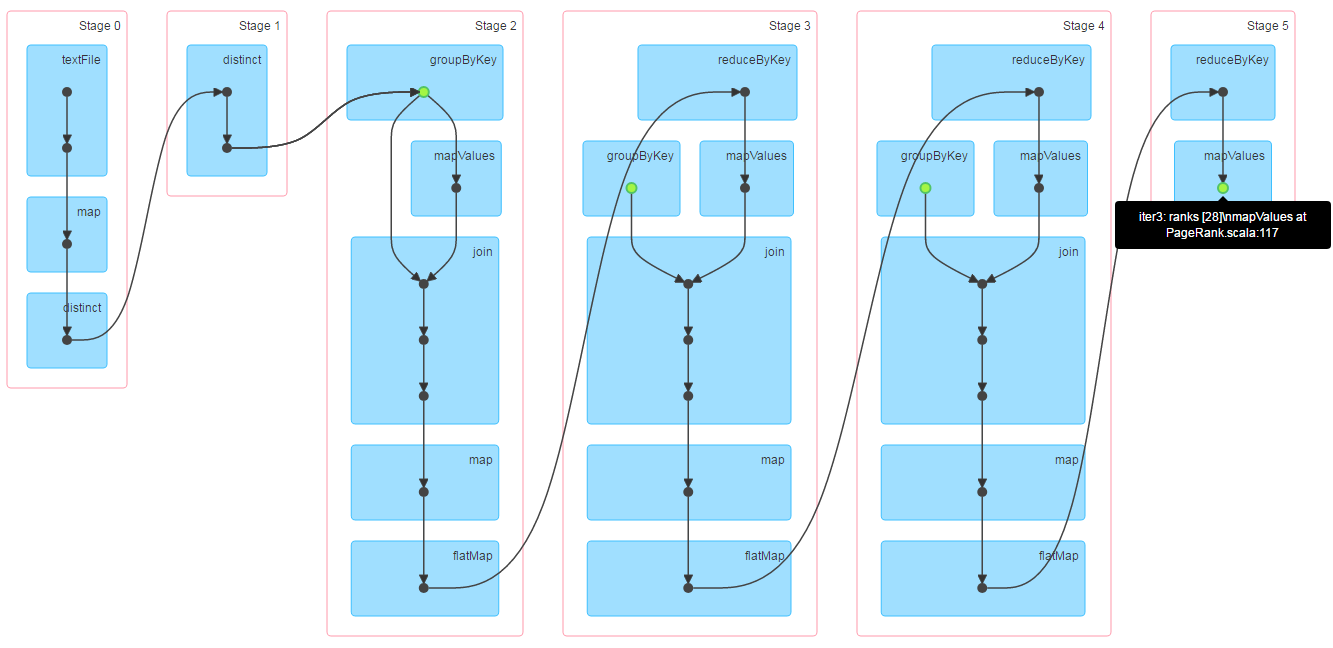 Stage 0
textFile
map
distinct
Stage 1
distinct
Stage 2
groupByKey
mapValues
join
map
flatMap
Stage 3
reduceByKey
groupByKey
mapValues
join
map
flatMap
Stage 4
reduceByKey
groupByKey
mapValues
join
map
flatMap
Stage 5
reduceByKey
mapValues
iter3: ranks [28]\nmapValues at
PageRank.scala:117